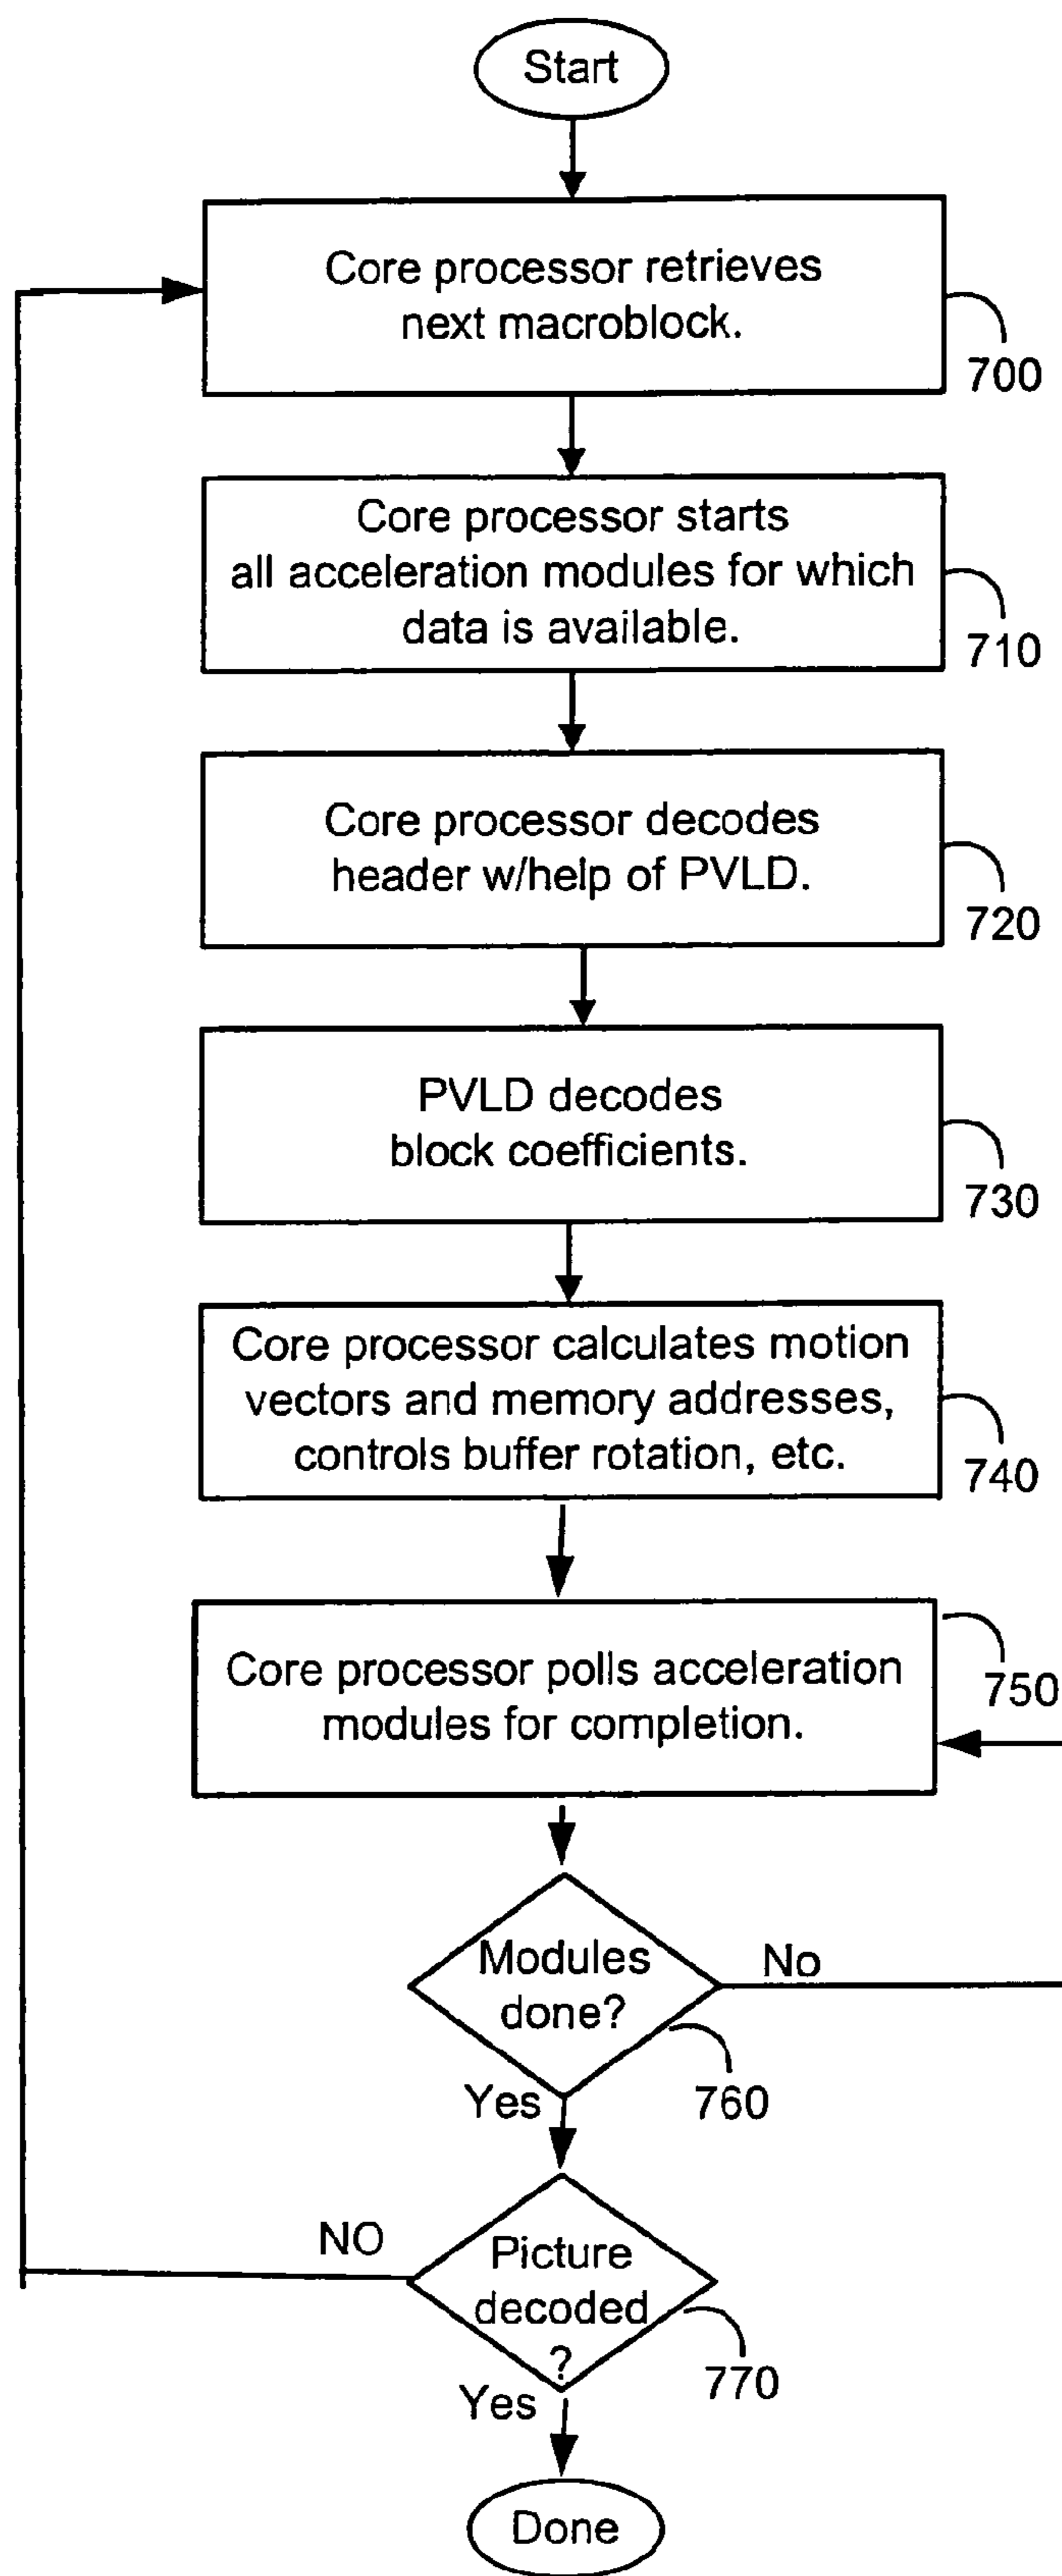 Start
Core processor retrieves
next macroblock.
700
Core processor starts
all acceleration modules for which
data is available.
710
Core processor decodes
header w/help of PVLD.
720
PVLD decodes
block coefficients.
730
Core processor calculates motion
vectors and memory addresses,
controls buffer rotation, etc.
740
Core processor polls acceleration
modules for completion.
750
Modules
done?
No
760
Yes
Picture
decoded
?
NO
770
Yes
Done